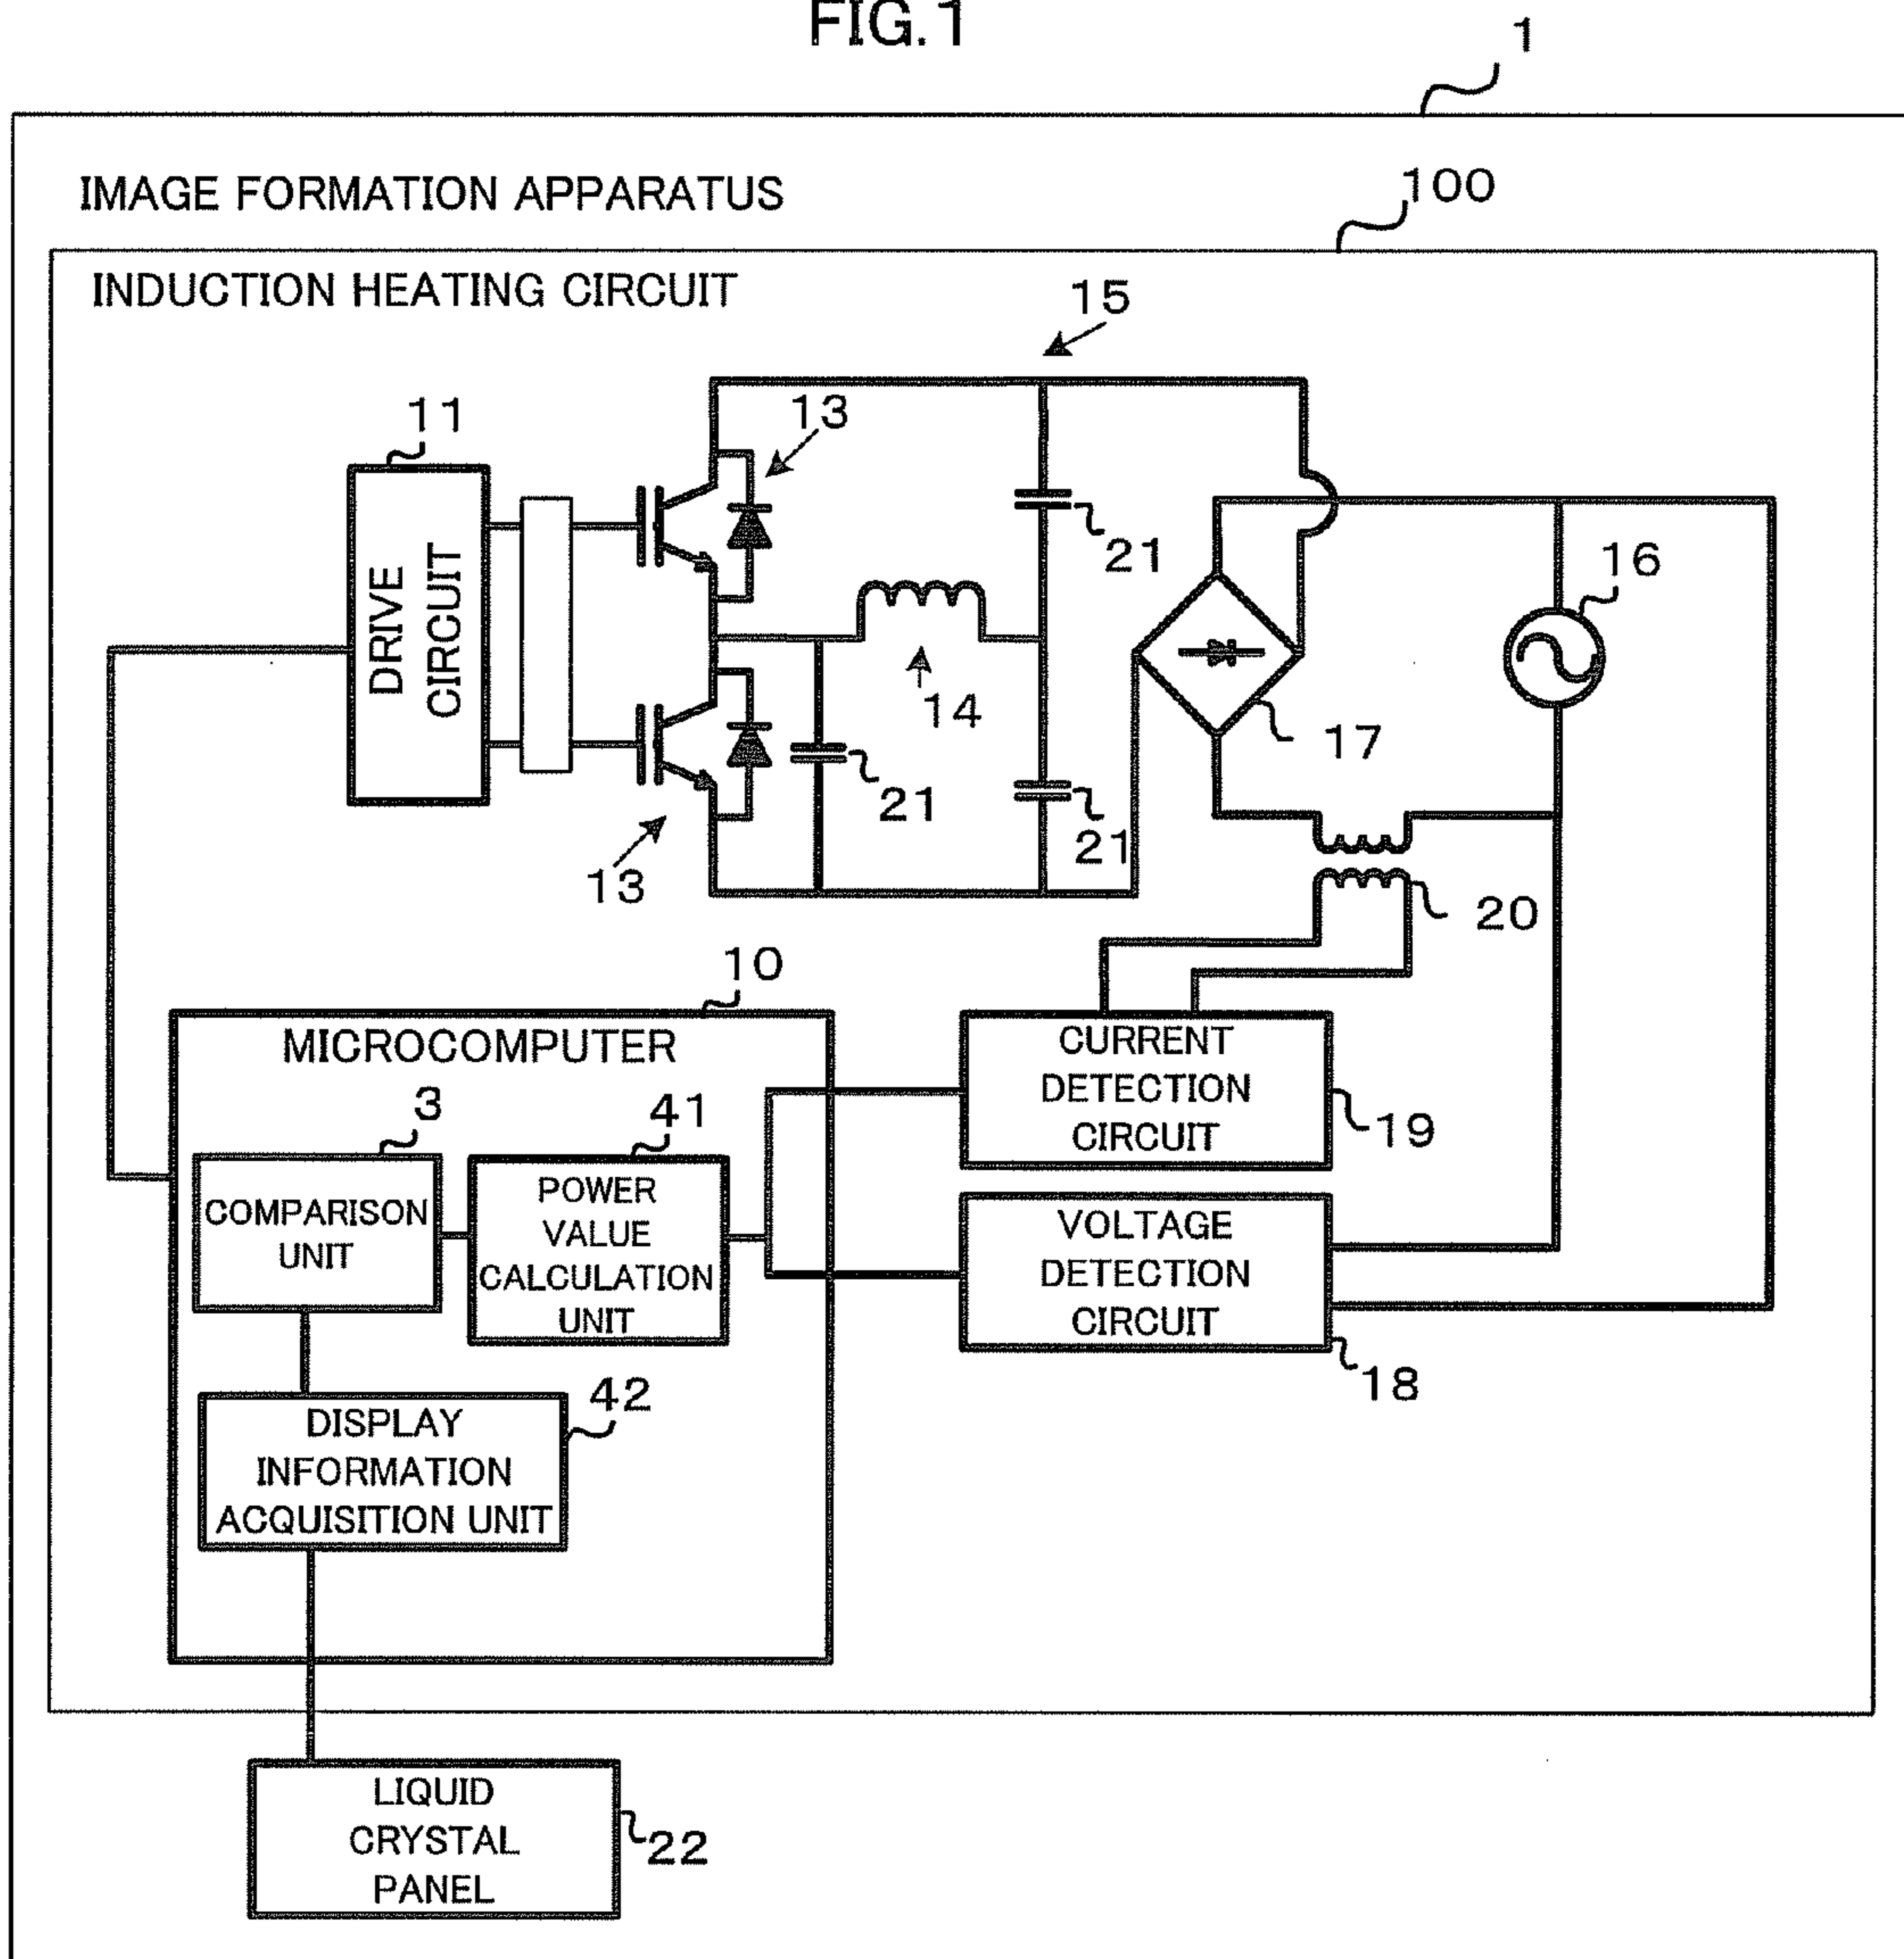 FIG.1
1
IMAGE FORMATION APPARATUS
100
INDUCTION HEATING CIRCUIT
15
11
13
DRIVE
CIRCUIT
21
16
14
17
21
21
13
20
10
MICROCOMPUTER
CURRENT
DETECTION
CIRCUIT
19
3
41
COMPARISON
UNIT
POWER
VALUE
CALCULATION
UNIT
VOLTAGE
DETECTION
CIRCUIT
18
42
DISPLAY
INFORMATION
ACQUISITION UNIT
LIQUID
CRYSTAL
PANEL
22